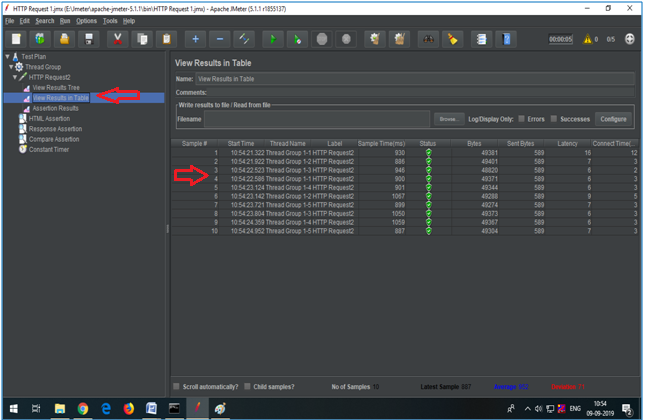 HTTP Request 1.jmx (E:\Jmeter\apache-jmeter-5.1.1\bin\HTTP Request 1.jmx) - Apache JMeter (5.1.1 r1855137)
File Edit Search Run Options Tools Help
00:00:05 0 0/5
Test Plan
Thread Group
HTTP Request2
View Results Tree
View Results in Table
Assertion Results
HTML Assertion
Response Assertion
Compare Assertion
Constant Timer
View Results in Table
Name: View Results in Table
Comments:
Write results to file / Read from file
Filename Browse... Log/Display Only: Errors Successes Configure
Sample # Start Time Thread Name Label Sample Time(ms) Status Bytes Sent Bytes Latency Connect Time(...
1 10:54:21.322 Thread Group 1-1 HTTP Request2 930 49381 589 16 12
2 10:54:21.922 Thread Group 1-2 HTTP Request2 886 49401 589 7 3
3 10:54:22.523 Thread Group 1-3 HTTP Request2 946 48820 589 6 2
4 10:54:22.586 Thread Group 1-1 HTTP Request2 900 49371 589 6 3
5 10:54:23.124 Thread Group 1-4 HTTP Request2 901 49344 589 6 3
6 10:54:23.142 Thread Group 1-2 HTTP Request2 1067 49288 589 9 5
7 10:54:23.721 Thread Group 1-5 HTTP Request2 899 49274 589 7 3
8 10:54:23.804 Thread Group 1-3 HTTP Request2 1050 49373 589 6 3
9 10:54:24.359 Thread Group 1-4 HTTP Request2 1059 49367 589 6 3
10 10:54:24.952 Thread Group 1-5 HTTP Request2 887 49304 589 7 3
Scroll automatically? Child samples? No of Samples 10 Latest Sample 887 Average 952 Deviation
ENG
10:54
09-09-2019